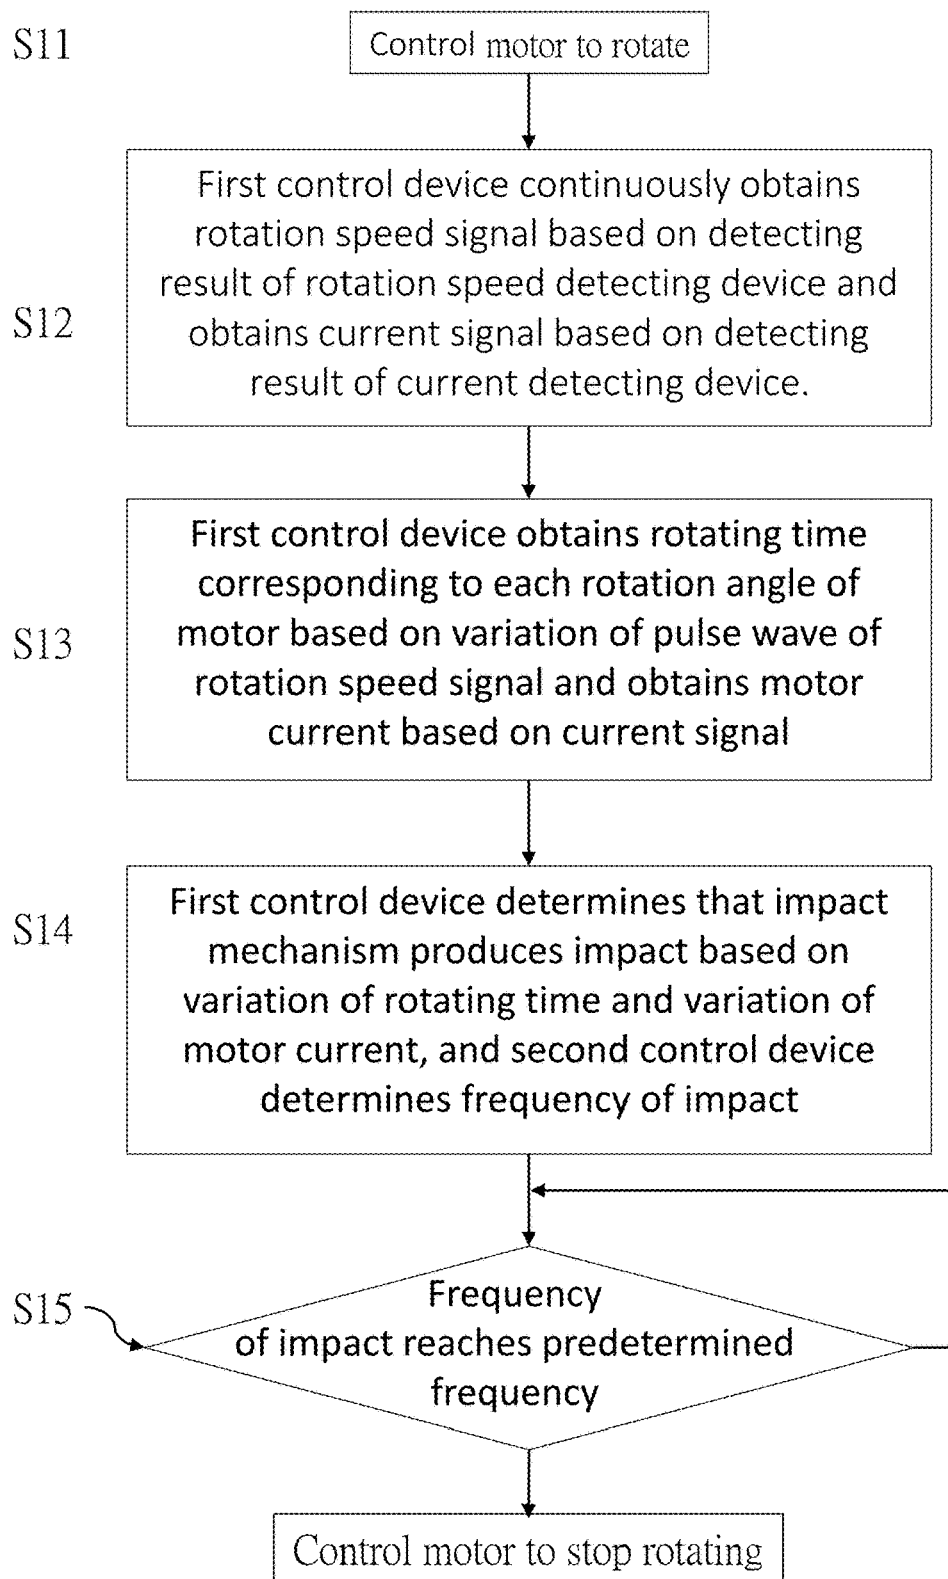 S11
Control motor to rotate
S12
First control device continuously obtains
rotation speed signal based on detecting
result of rotation speed detecting device and
obtains current signal based on detecting
result of current detecting device.
S13
First control device obtains rotating time
corresponding to each rotation angle of
motor based on variation of pulse wave of
rotation speed signal and obtains motor
current based on current signal
S14
First control device determines that impact
mechanism produces impact based on
variation of rotating time and variation of
motor current, and second control device
determines frequency of impact
S15
Frequency
of impact reaches predetermined
frequency
Control motor to stop rotating